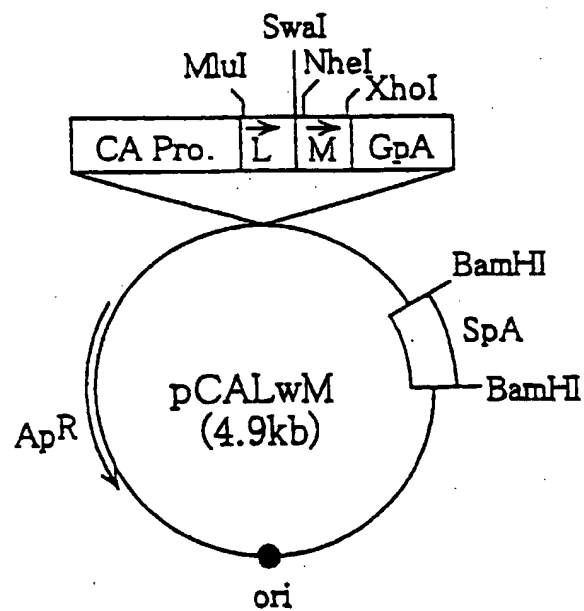 SwaI
MluI
NheI
XhoI
CA Pro.
L
M
GpA
BamHI
SpA
BamHI
pCALwM
(4.9kb)
ApR
ori